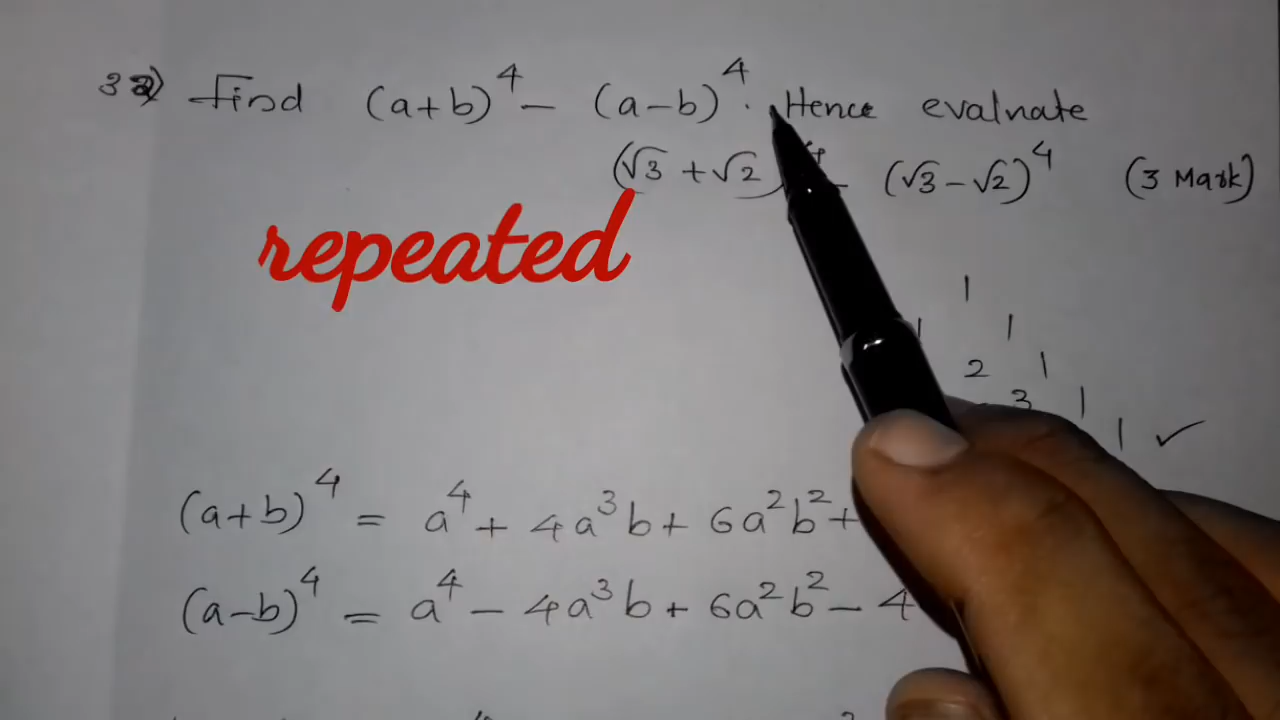 32) Find (a+b)⁴ - (a-b)⁴. Hence evaluate
(√3 + √2)⁴ - (√3 - √2)⁴ (3 Mark)
repeated
1
1 1
2 1
3 1
1 ✓
(a+b)⁴ = a⁴ + 4a³b + 6a²b² +
(a-b)⁴ = a⁴ - 4a³b + 6a²b² - 4